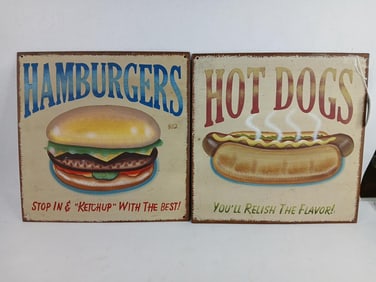 HAMBURGERS
STOP IN & "KETCHUP" WITH THE BEST!
HOT DOGS
YOU'LL RELISH THE FLAVOR!